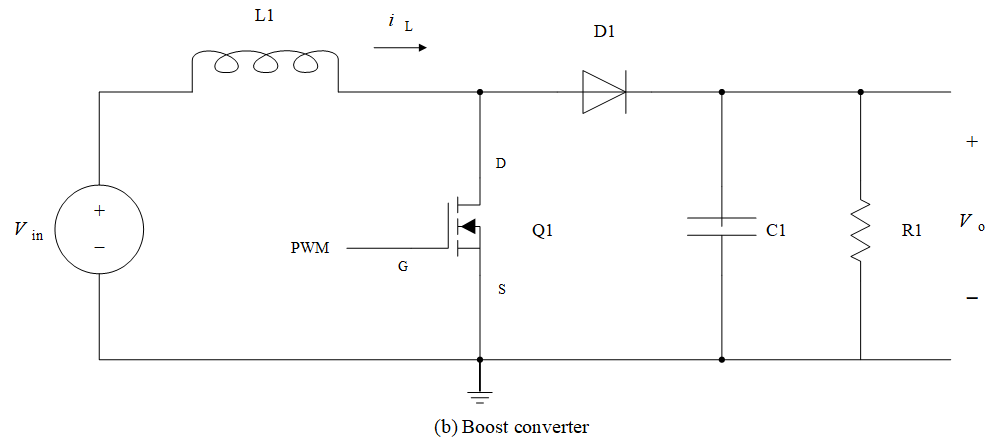 L1
i L
D1
D
+
+
V in
Q1
C1
R1
V o
−
PWM
G
S
−
(b) Boost converter